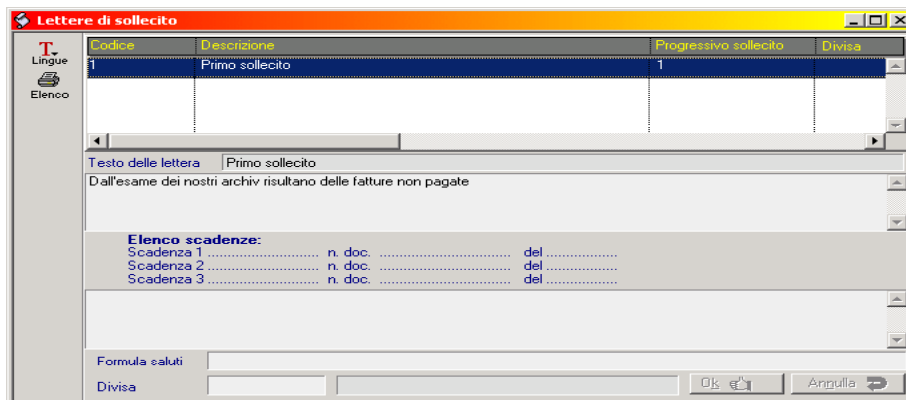 Lettere di sollecito
Lingue
Elenco
Codice Descrizione Progressivo sollecito Divisa
1 Primo sollecito 1
Testo delle lettera Primo sollecito
Dall'esame dei nostri archiv risultano delle fatture non pagate
Elenco scadenze:
Scadenza 1 ............................ n. doc. ................................. del ..................
Scadenza 2 ............................ n. doc. ................................. del ..................
Scadenza 3 ............................ n. doc. ................................. del ..................
Formula saluti
Divisa Ok Annulla